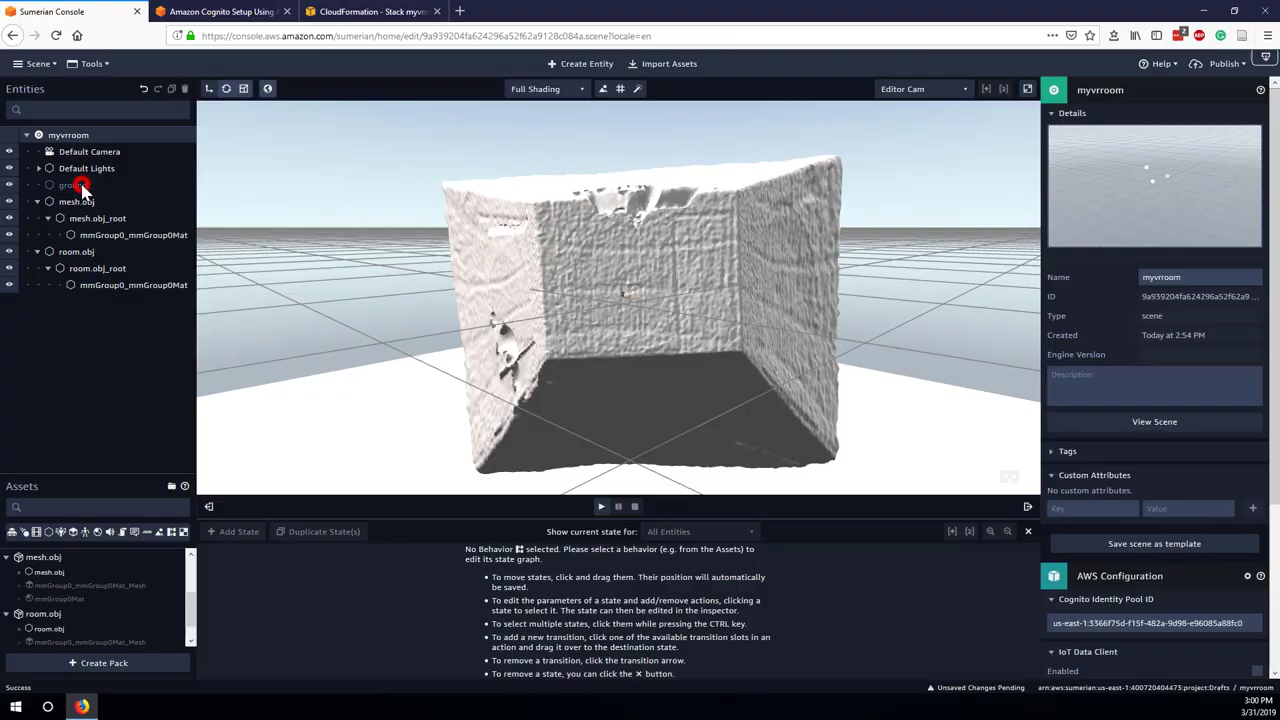 Sumerian Console
Amazon Cognito Setup Using
CloudFormation - Stack myvrr
https://console.aws.amazon.com/sumerian/home/edit/9a939204fa624296a52f62a9128c084a.scene?locale=en
Scene
Tools
Create Entity
Import Assets
Help
Publish
Entities
Full Shading
Editor Cam
myvrroom
myvrroom
Default Camera
Default Lights
mesh.obj
mesh.obj_root
mmGroup0_mmGroup0Mat
room.obj
room.obj_root
mmGroup0_mmGroup0Mat
Details
Name
myvrroom
ID
9a939204fa624296a52f62a9 ...
Type
scene
Created
Today at 2:54 PM
Engine Version
Description
View Scene
Tags
Custom Attributes
No custom attributes.
Key
Value
Save scene as template
AWS Configuration
Cognito Identity Pool ID
us-east-1:3366f75d-f15f-482a-9d98-e96085a88fc0
IoT Data Client
Enabled
Assets
mesh.obj
mesh.obj
mmGroup0_mmGroup0Mat_Mesh
mmGroup0Mat
room.obj
room.obj
mmGroup0_mmGroup0Mat_Mesh
Create Pack
Add State
Duplicate State(s)
Show current state for:
All Entities
No Behavior selected. Please select a behavior (e.g. from the Assets) to
edit its state graph.
• To move states, click and drag them. Their position will automatically
be saved.
• To edit the parameters of a state and add/remove actions, clicking a
state to select it. The state can then be edited in the inspector.
• To select multiple states, click them while pressing the CTRL key.
• To add a new transition, click one of the available transition slots in an
action and drag it over to the destination state.
• To remove a transition, click the transition arrow.
• To remove a state, you can click the ✕ button.
Success
Unsaved Changes Pending
arn:aws:sumerian:us-east-1:400720404473:project:Drafts / myvrroom
3:00 PM
3/31/2019